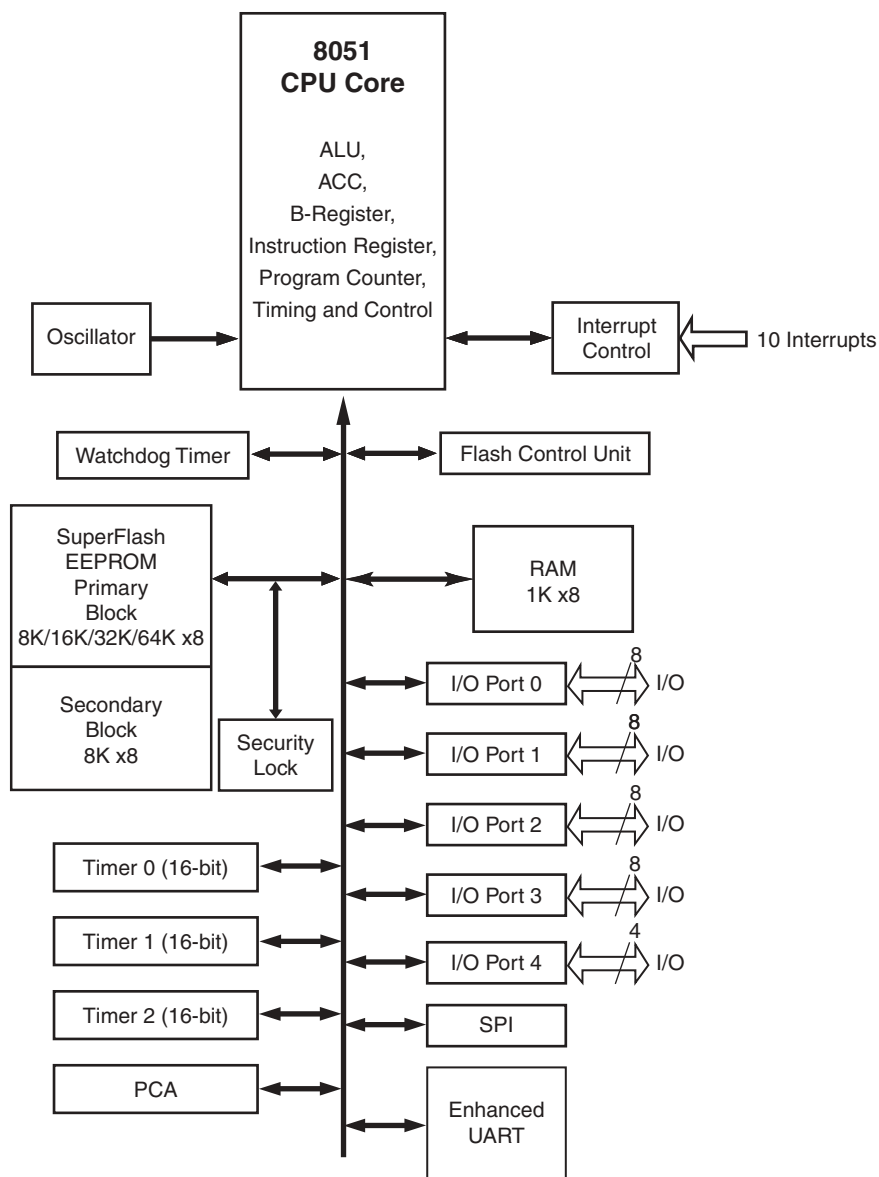 8051
CPU Core
ALU,
ACC,
B-Register,
Instruction Register,
Program Counter,
Timing and Control
Oscillator
Interrupt
Control
10 Interrupts
Watchdog Timer
Flash Control Unit
SuperFlash
EEPROM
Primary
Block
8K/16K/32K/64K x8
RAM
1K x8
Secondary
Block
8K x8
Security
Lock
8
I/O Port 0
I/O
8
I/O Port 1
I/O
8
I/O Port 2
I/O
Timer 0 (16-bit)
8
I/O Port 3
I/O
Timer 1 (16-bit)
4
I/O Port 4
I/O
Timer 2 (16-bit)
SPI
PCA
Enhanced
UART